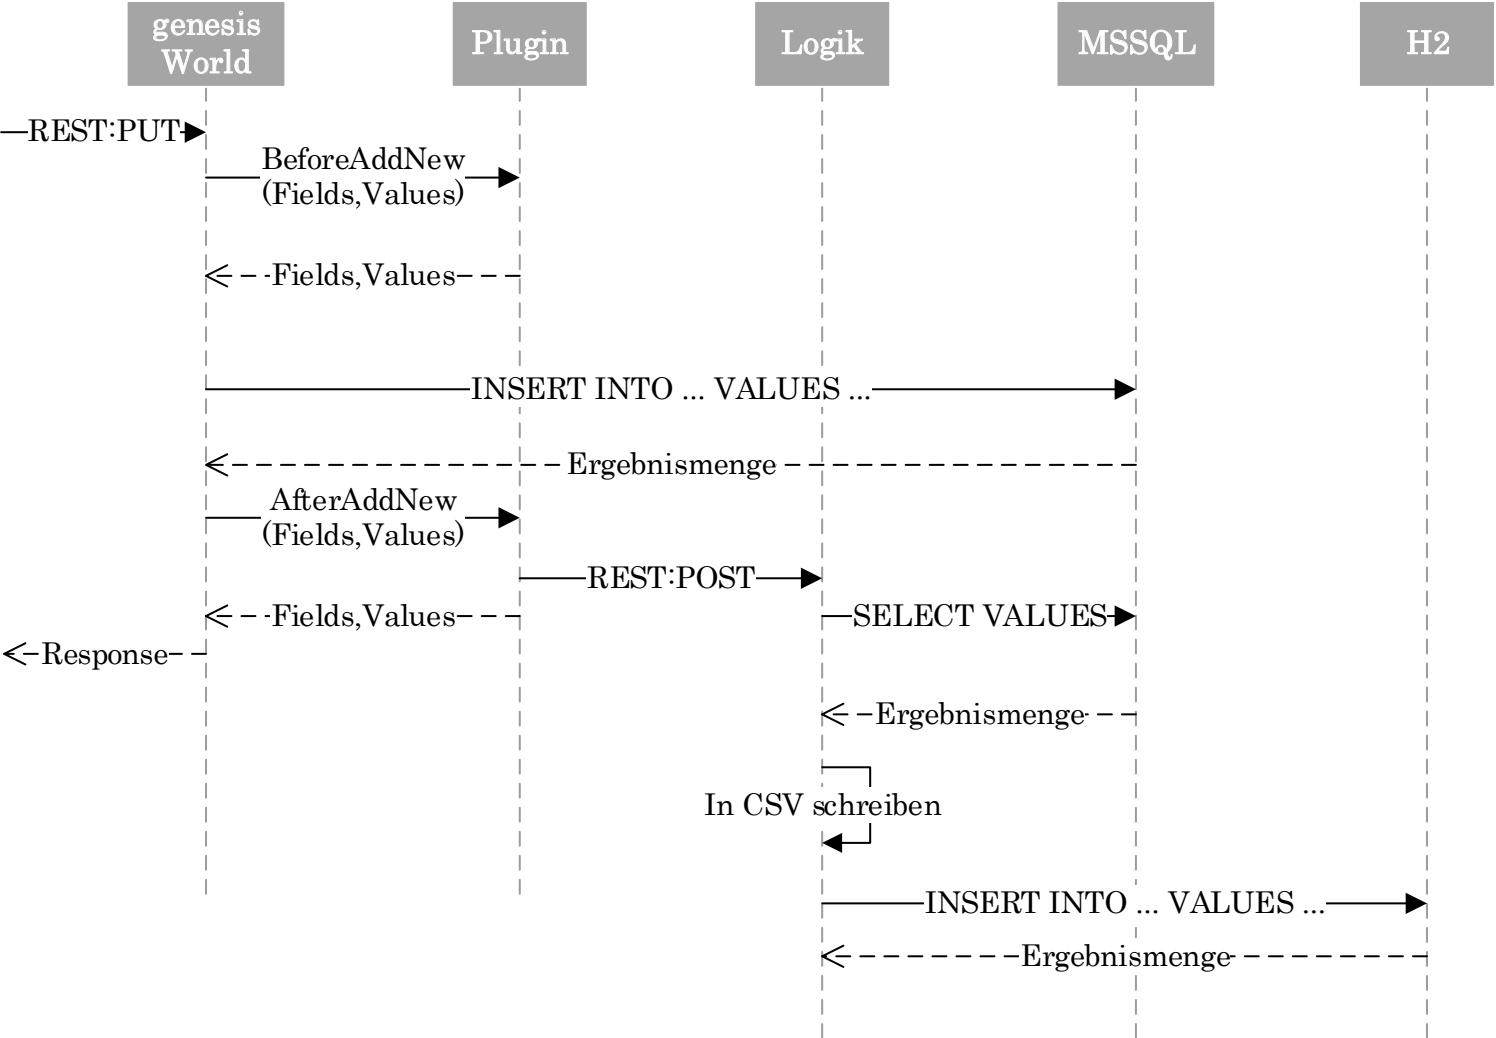 genesis
World
Plugin
Logik
MSSQL
H2
REST:PUT
BeforeAddNew
(Fields,Values)
Fields,Values
INSERT INTO ... VALUES ...
Ergebnismenge
AfterAddNew
(Fields,Values)
REST:POST
Fields,Values
SELECT VALUES
Response
Ergebnismenge
In CSV schreiben
INSERT INTO ... VALUES ...
Ergebnismenge